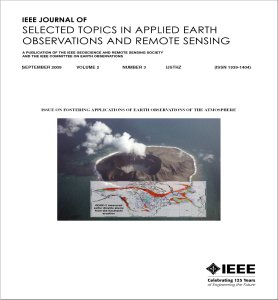 IEEE JOURNAL OF
SELECTED TOPICS IN APPLIED EARTH
OBSERVATIONS AND REMOTE SENSING
A PUBLICATION OF THE IEEE GEOSCIENCE AND REMOTE SENSING SOCIETY
AND THE IEEE COMMITTEE ON EARTH OBSERVATIONS
SEPTEMBER 2009 VOLUME 2 NUMBER 3 IJSTHZ (ISSN 1939-1404)
ISSUE ON FOSTERING APPLICATIONS OF EARTH OBSERVATIONS OF THE ATMOSPHERE
IEEE
Celebrating 125 Years
of Engineering the Future